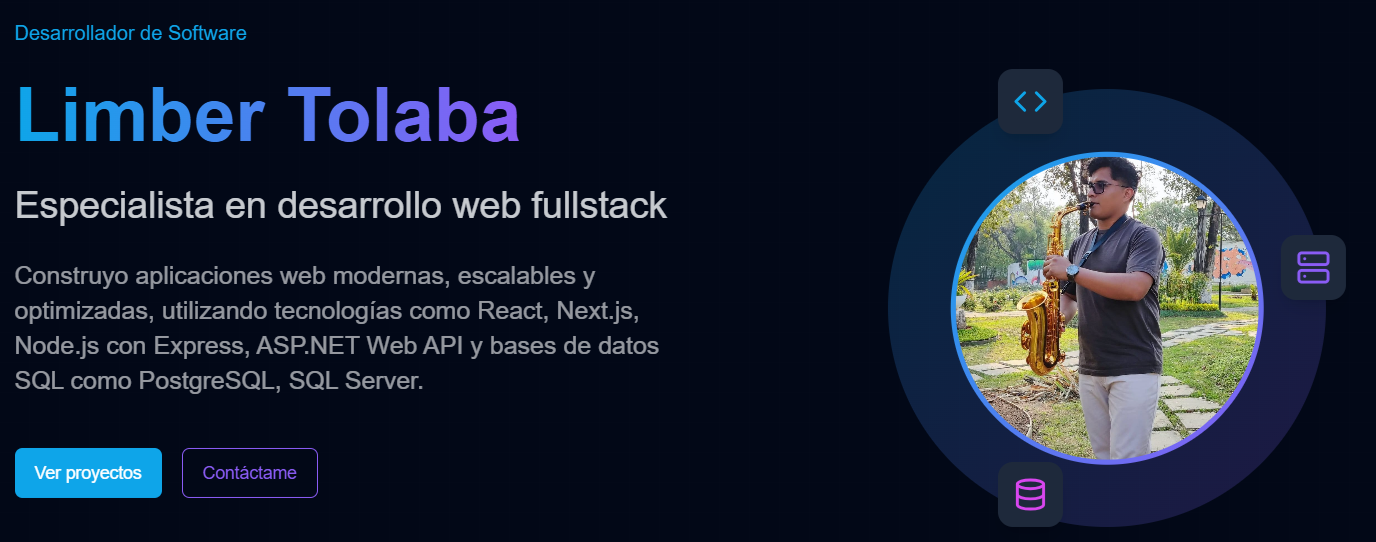 Desarrollador de Software
Limber Tolaba
Especialista en desarrollo web fullstack
Construyo aplicaciones web modernas, escalables y
optimizadas, utilizando tecnologías como React, Next.js,
Node.js con Express, ASP.NET Web API y bases de datos
SQL como PostgreSQL, SQL Server.
Ver proyectos
Contáctame